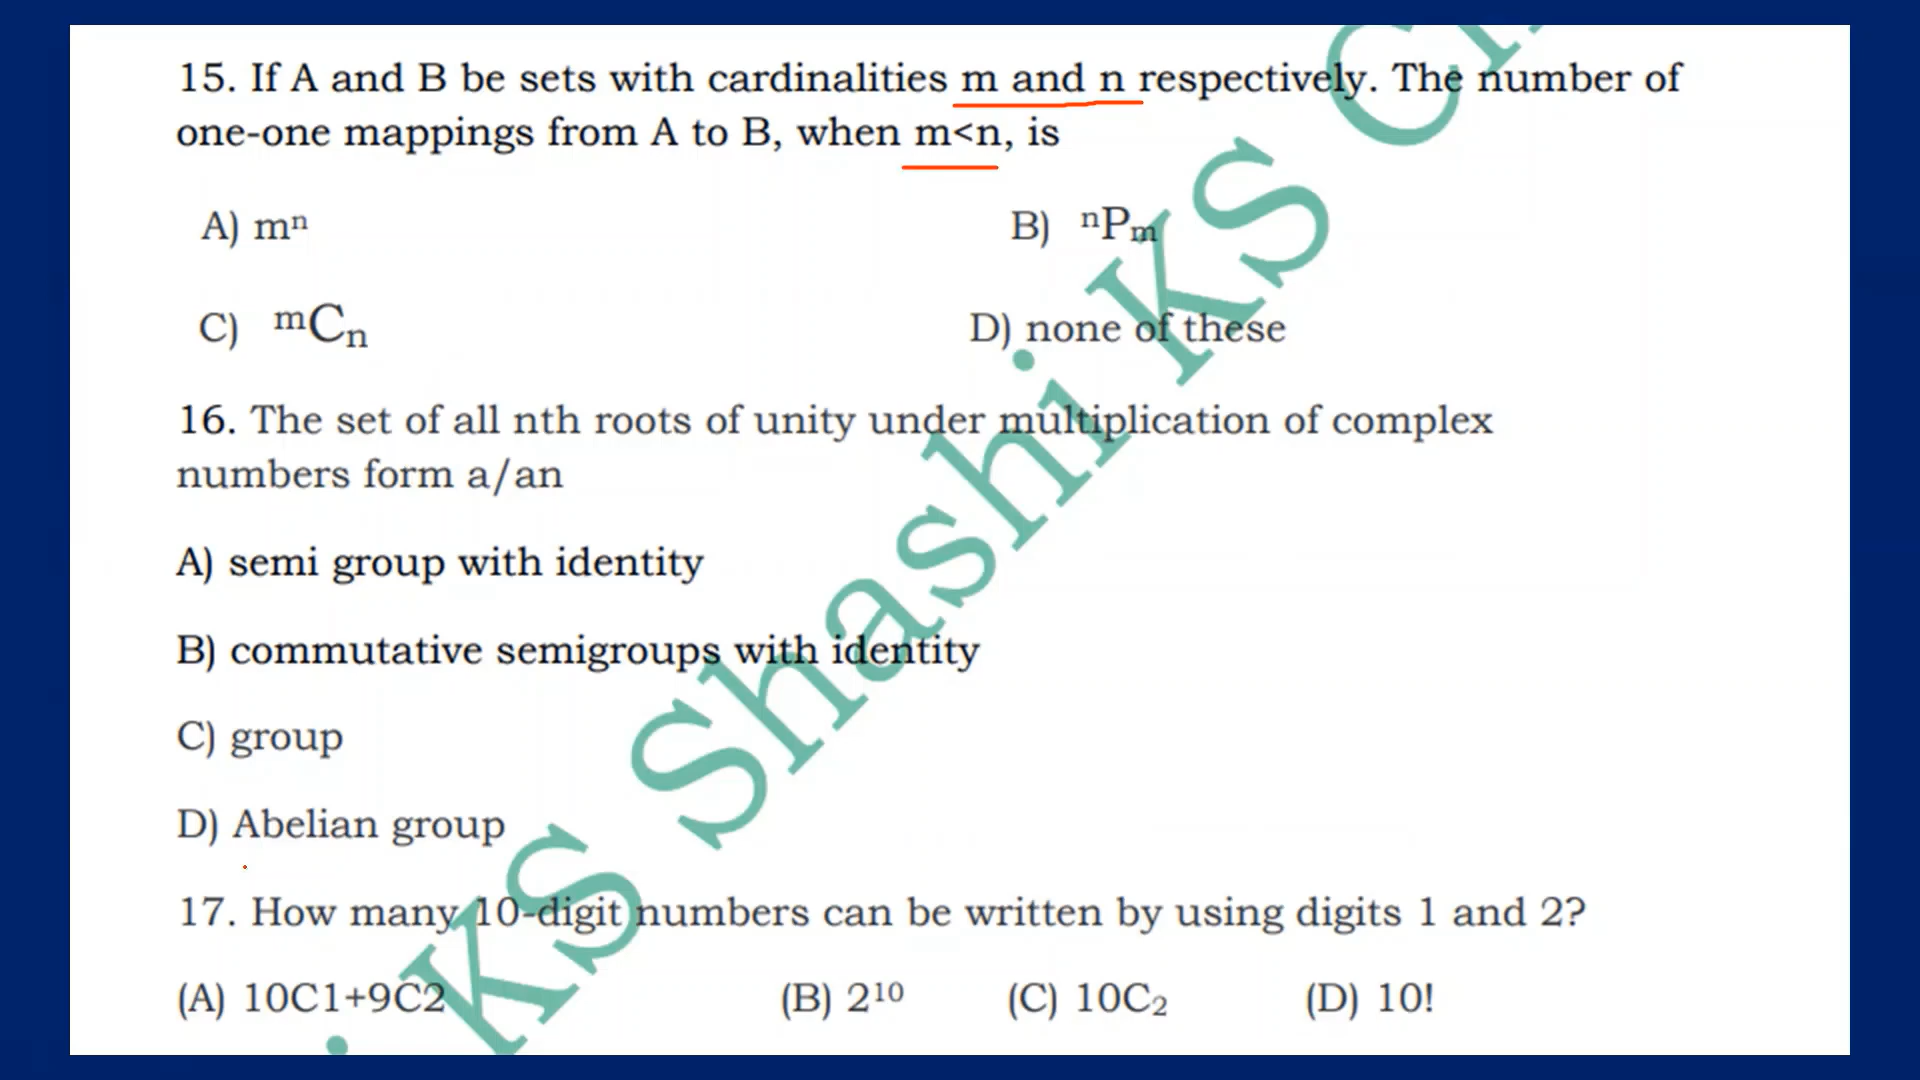 15. If A and B be sets with cardinalities m and n respectively. The number of
one-one mappings from A to B, when m<n, is
A) mⁿ
B) ⁿPₘ
C) ᵐCₙ
D) none of these
16. The set of all nth roots of unity under multiplication of complex
numbers form a/an
A) semi group with identity
B) commutative semigroups with identity
C) group
D) Abelian group
17. How many 10-digit numbers can be written by using digits 1 and 2?
(A) 10C1+9C2 (B) 2¹⁰ (C) 10C₂ (D) 10!
KS Shashi KS